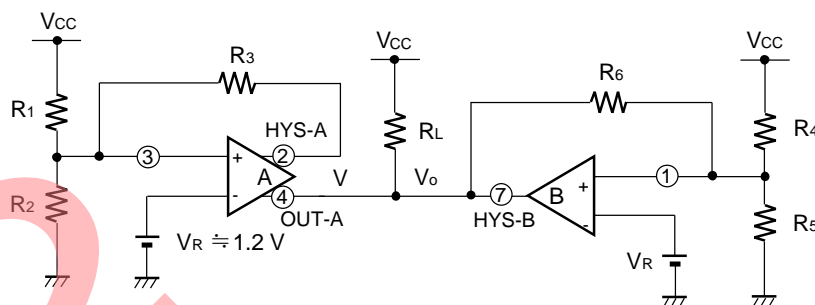 VCC
R3
VCC
VCC
R6
R1
HYS-A
RL
R4
3
+
2
A
V
Vo
1
+
B
7
-
4
R2
OUT-A
HYS-B
-
R5
VR ≒ 1.2 V
VR